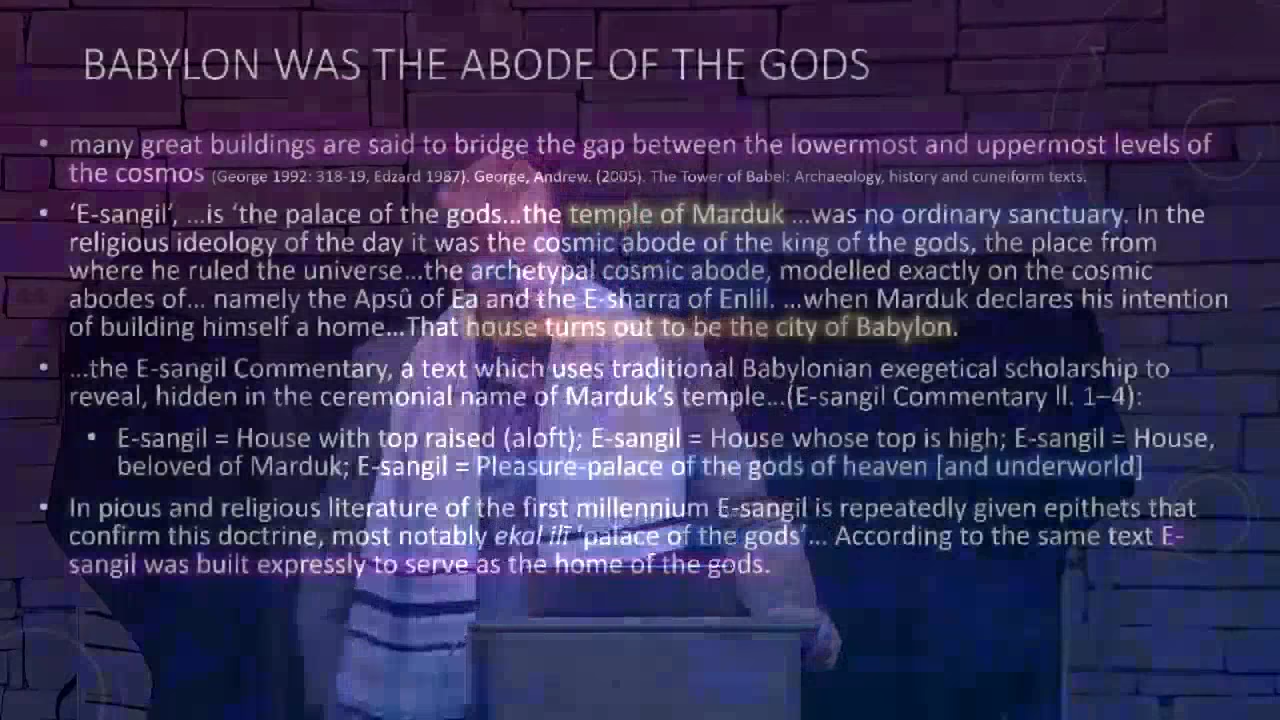 BABYLON WAS THE ABODE OF THE GODS
• many great buildings are said to bridge the gap between the lowermost and uppermost levels of
the cosmos (George 1992: 318-19, Edzard 1987). George, Andrew. (2005). The Tower of Babel: Archaeology, history and cuneiform texts.
• ‘E-sangil’, …is ‘the palace of the gods…the temple of Marduk …was no ordinary sanctuary. In the
religious ideology of the day it was the cosmic abode of the king of the gods, the place from
where he ruled the universe…the archetypal cosmic abode, modelled exactly on the cosmic
abodes of… namely the Apsû of Ea and the E-sharra of Enlil. …when Marduk declares his intention
of building himself a home…That house turns out to be the city of Babylon.
• …the E-sangil Commentary, a text which uses traditional Babylonian exegetical scholarship to
reveal, hidden in the ceremonial name of Marduk’s temple…(E-sangil Commentary ll. 1–4):
• E-sangil = House with top raised (aloft); E-sangil = House whose top is high; E-sangil = House,
beloved of Marduk; E-sangil = Pleasure-palace of the gods of heaven [and underworld]
• In pious and religious literature of the first millennium E-sangil is repeatedly given epithets that
confirm this doctrine, most notably ekal ilī ‘palace of the gods’… According to the same text E-
sangil was built expressly to serve as the home of the gods.